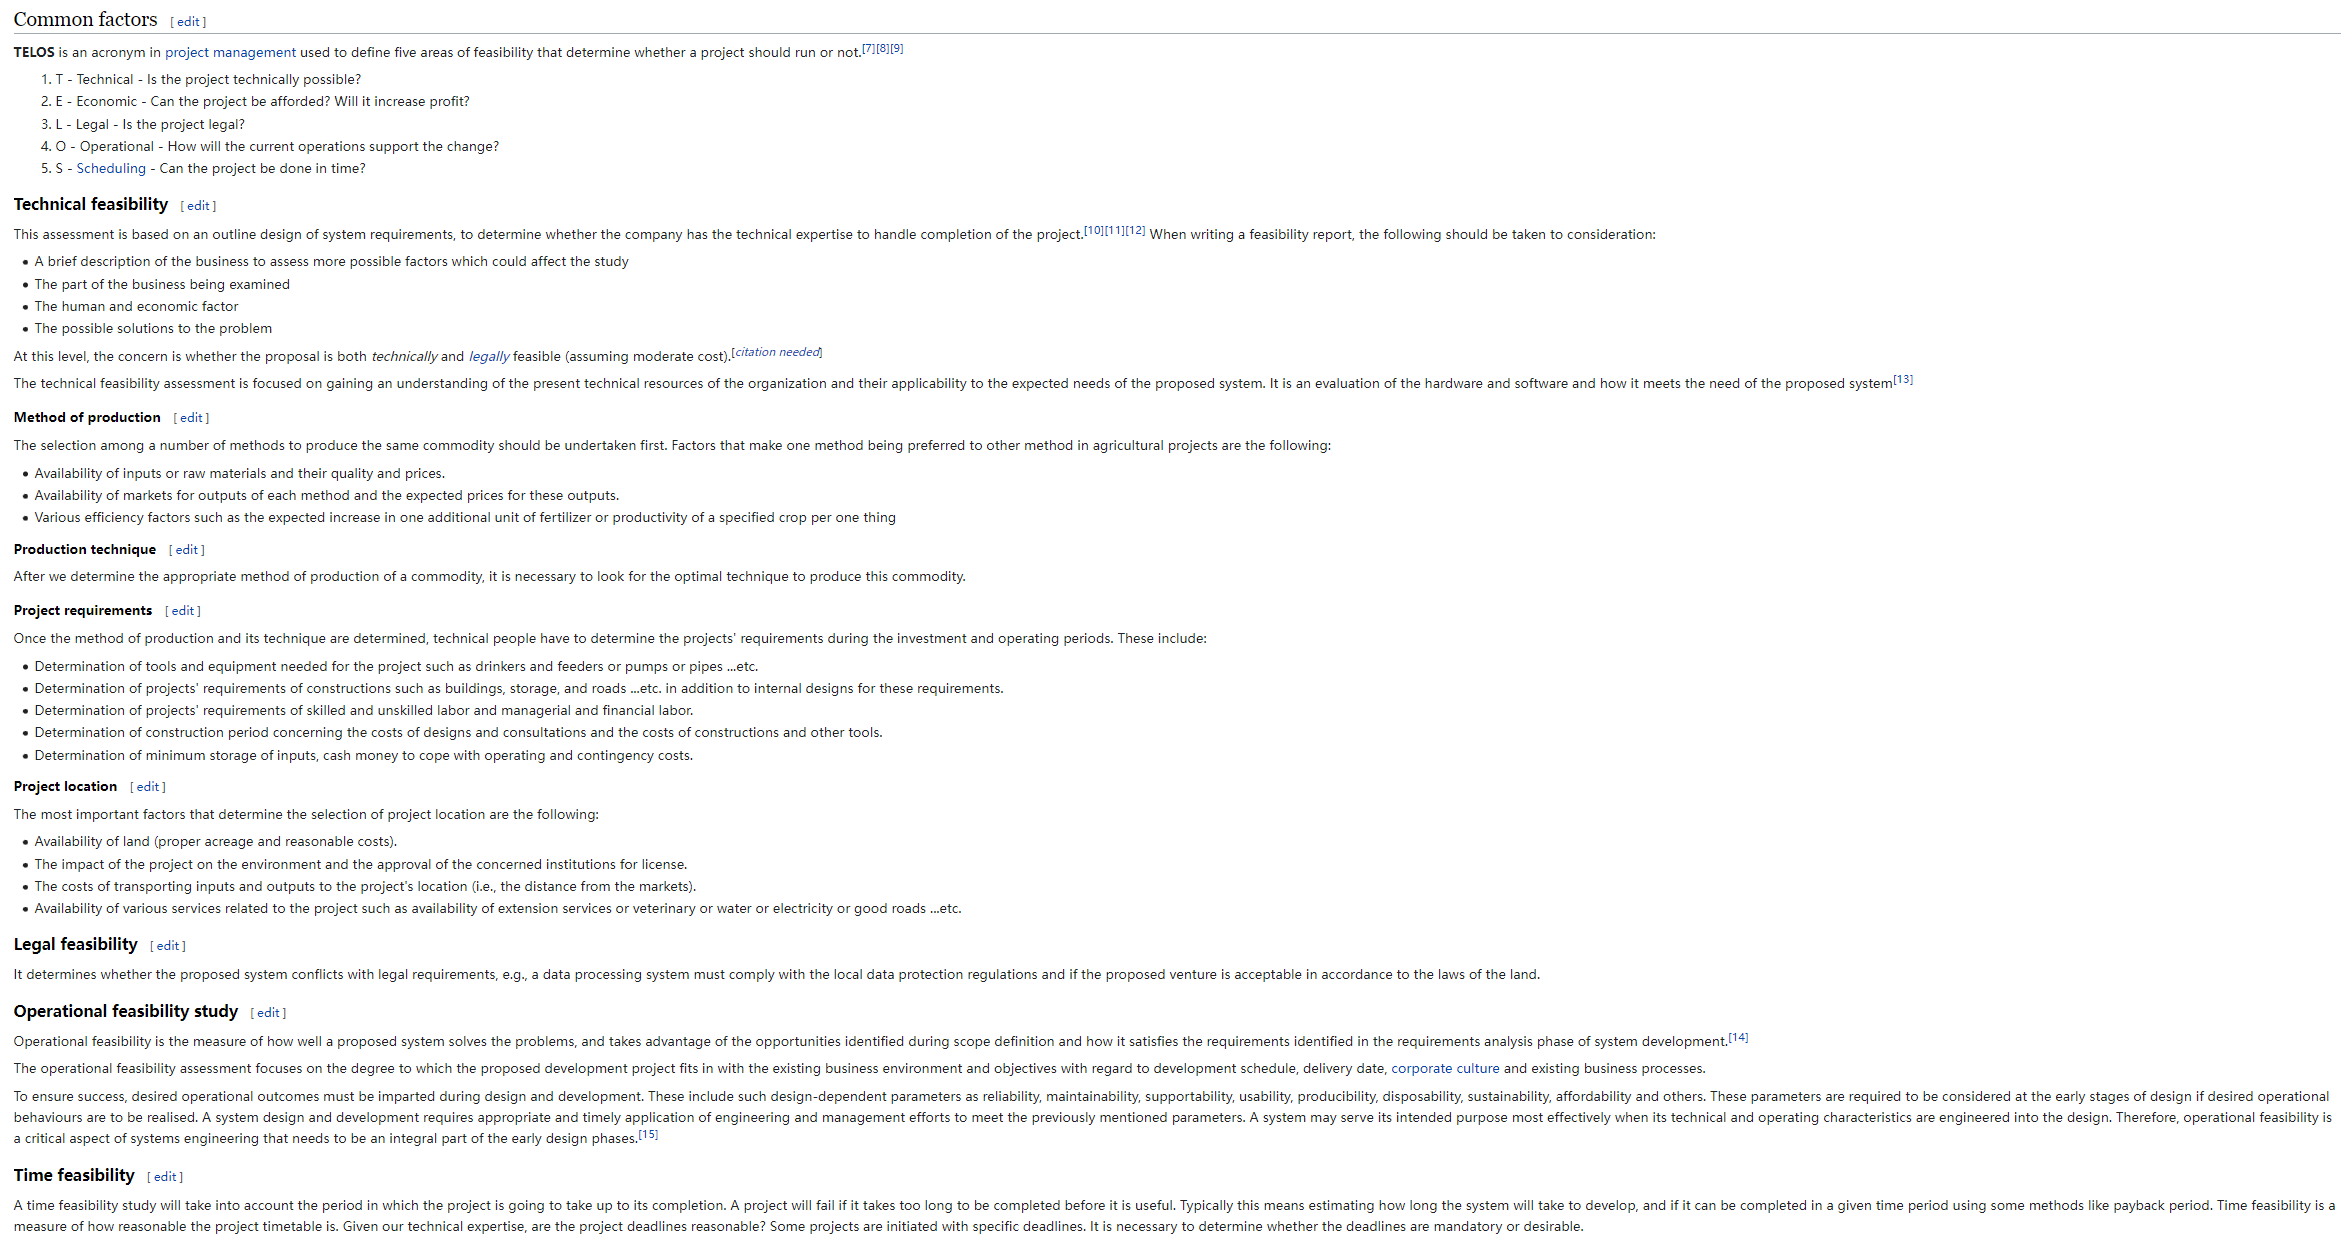 Common factors [ edit ]
TELOS is an acronym in project management used to define five areas of feasibility that determine whether a project should run or not.[7][8][9]
1. T - Technical - Is the project technically possible?
2. E - Economic - Can the project be afforded? Will it increase profit?
3. L - Legal - Is the project legal?
4. O - Operational - How will the current operations support the change?
5. S - Scheduling - Can the project be done in time?
Technical feasibility [ edit ]
This assessment is based on an outline design of system requirements, to determine whether the company has the technical expertise to handle completion of the project.[10][11][12] When writing a feasibility report, the following should be taken to consideration:
• A brief description of the business to assess more possible factors which could affect the study
• The part of the business being examined
• The human and economic factor
• The possible solutions to the problem
At this level, the concern is whether the proposal is both technically and legally feasible (assuming moderate cost).[citation needed]
The technical feasibility assessment is focused on gaining an understanding of the present technical resources of the organization and their applicability to the expected needs of the proposed system. It is an evaluation of the hardware and software and how it meets the need of the proposed system[13]
Method of production [ edit ]
The selection among a number of methods to produce the same commodity should be undertaken first. Factors that make one method being preferred to other method in agricultural projects are the following:
• Availability of inputs or raw materials and their quality and prices.
• Availability of markets for outputs of each method and the expected prices for these outputs.
• Various efficiency factors such as the expected increase in one additional unit of fertilizer or productivity of a specified crop per one thing
Production technique [ edit ]
After we determine the appropriate method of production of a commodity, it is necessary to look for the optimal technique to produce this commodity.
Project requirements [ edit ]
Once the method of production and its technique are determined, technical people have to determine the projects' requirements during the investment and operating periods. These include:
• Determination of tools and equipment needed for the project such as drinkers and feeders or pumps or pipes ...etc.
• Determination of projects' requirements of constructions such as buildings, storage, and roads ...etc. in addition to internal designs for these requirements.
• Determination of projects' requirements of skilled and unskilled labor and managerial and financial labor.
• Determination of construction period concerning the costs of designs and consultations and the costs of constructions and other tools.
• Determination of minimum storage of inputs, cash money to cope with operating and contingency costs.
Project location [ edit ]
The most important factors that determine the selection of project location are the following:
• Availability of land (proper acreage and reasonable costs).
• The impact of the project on the environment and the approval of the concerned institutions for license.
• The costs of transporting inputs and outputs to the project's location (i.e., the distance from the markets).
• Availability of various services related to the project such as availability of extension services or veterinary or water or electricity or good roads ...etc.
Legal feasibility [ edit ]
It determines whether the proposed system conflicts with legal requirements, e.g., a data processing system must comply with the local data protection regulations and if the proposed venture is acceptable in accordance to the laws of the land.
Operational feasibility study [ edit ]
Operational feasibility is the measure of how well a proposed system solves the problems, and takes advantage of the opportunities identified during scope definition and how it satisfies the requirements identified in the requirements analysis phase of system development.[14]
The operational feasibility assessment focuses on the degree to which the proposed development project fits in with the existing business environment and objectives with regard to development schedule, delivery date, corporate culture and existing business processes.
To ensure success, desired operational outcomes must be imparted during design and development. These include such design-dependent parameters as reliability, maintainability, supportability, usability, producibility, disposability, sustainability, affordability and others. These parameters are required to be considered at the early stages of design if desired operational
behaviours are to be realised. A system design and development requires appropriate and timely application of engineering and management efforts to meet the previously mentioned parameters. A system may serve its intended purpose most effectively when its technical and operating characteristics are engineered into the design. Therefore, operational feasibility is
a critical aspect of systems engineering that needs to be an integral part of the early design phases.[15]
Time feasibility [ edit ]
A time feasibility study will take into account the period in which the project is going to take up to its completion. A project will fail if it takes too long to be completed before it is useful. Typically this means estimating how long the system will take to develop, and if it can be completed in a given time period using some methods like payback period. Time feasibility is a
measure of how reasonable the project timetable is. Given our technical expertise, are the project deadlines reasonable? Some projects are initiated with specific deadlines. It is necessary to determine whether the deadlines are mandatory or desirable.